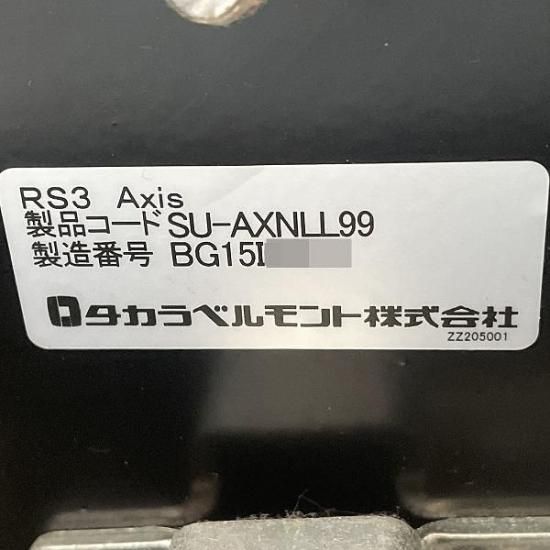 RS3 Axis
製品コード SU-AXNLL99
製造番号 BG15I
タカラベルモント株式会社
ZZ205001